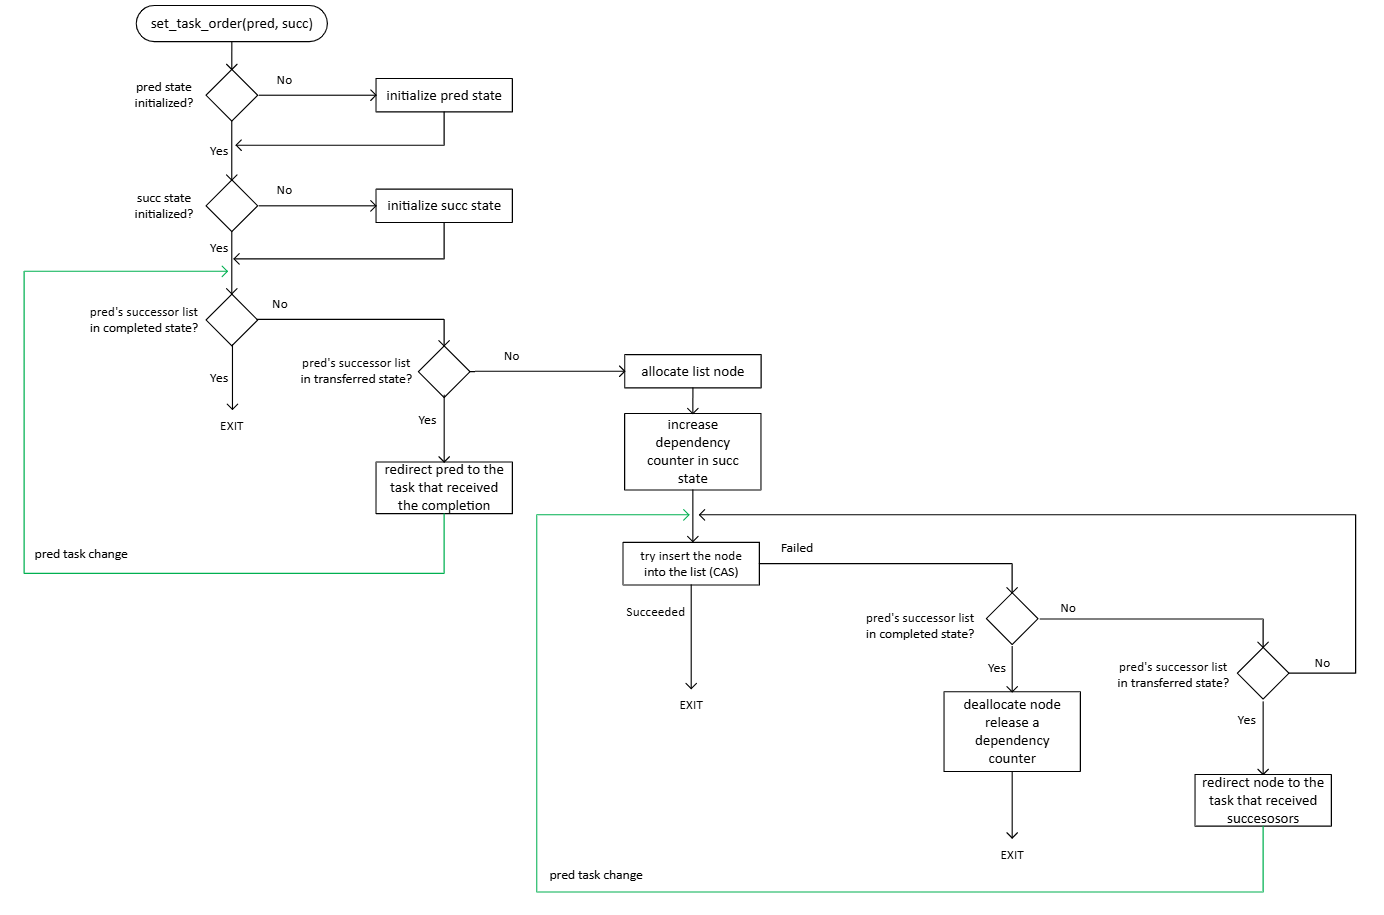 set_task_order(pred, succ)
pred state
initialized?
No
initialize pred state
Yes
succ state
initialized?
No
initialize succ state
Yes
pred's successor list
in completed state?
No
Yes
EXIT
pred's successor list
in transferred state?
No
Yes
redirect pred to the
task that received
the completion
pred task change
allocate list node
increase
dependency
counter in succ
state
try insert the node
into the list (CAS)
Failed
Succeeded
EXIT
pred's successor list
in completed state?
No
Yes
deallocate node
release a
dependency
counter
EXIT
pred's successor list
in transferred state?
No
Yes
redirect node to the
task that received
succesosors
pred task change